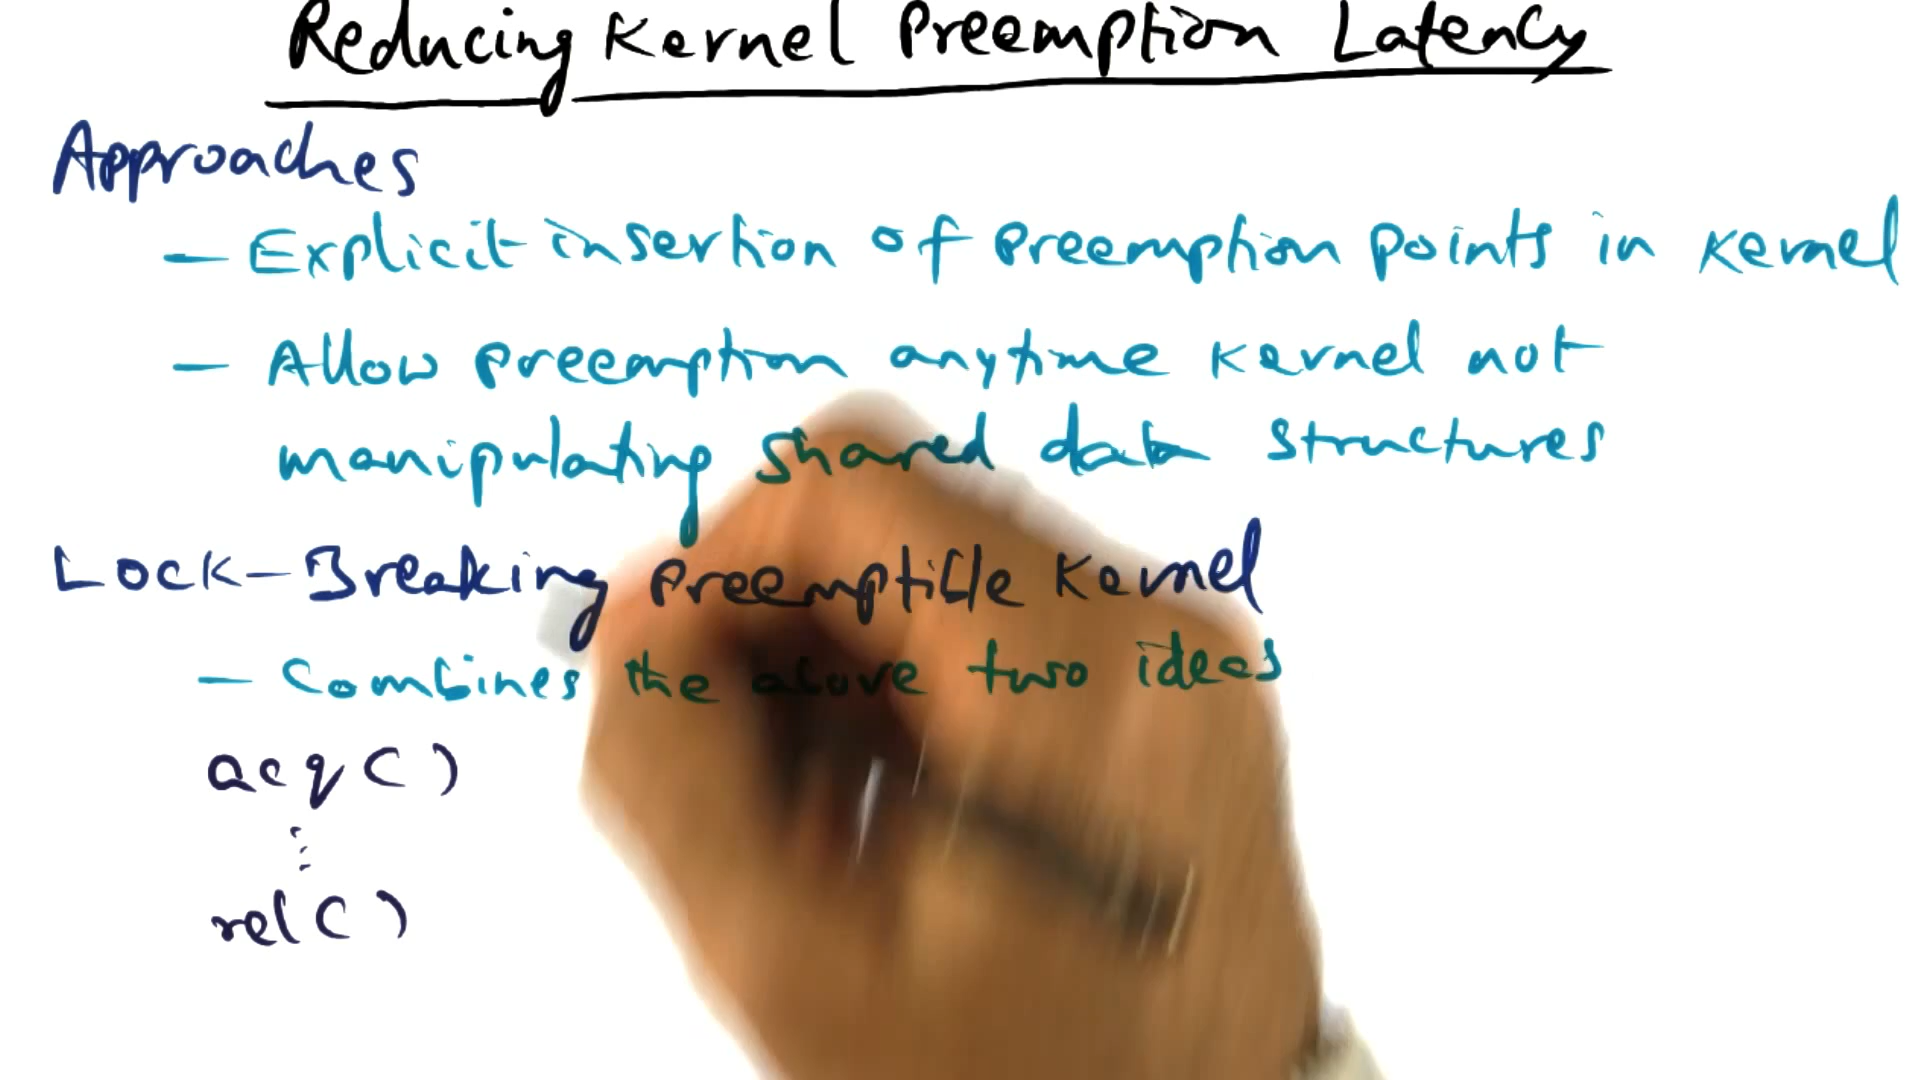 Reducing Kernel Preemption Latency
Approaches
- Explicit insertion of preemption points in kernel
- Allow preemption anytime kernel not
manipulating shared data structures
Lock-Breaking preemptible Kernel
- Combines the above two ideas
acq()
⋮
rel()